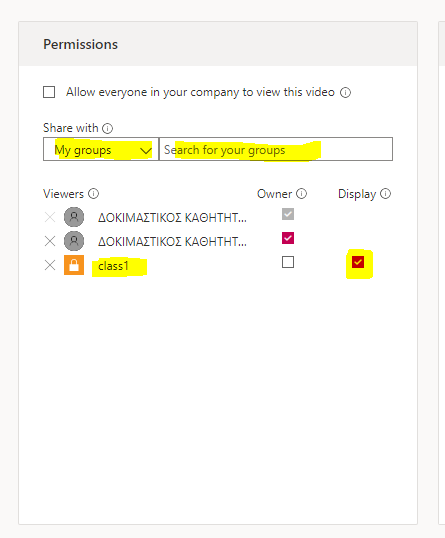 Permissions
Allow everyone in your company to view this video
Share with
My groups Search for your groups
Viewers Owner Display
ΔΟΚΙΜΑΣΤΙΚΟΣ ΚΑΘΗΤΗΤ...
ΔΟΚΙΜΑΣΤΙΚΟΣ ΚΑΘΗΤΗΤ...
class1